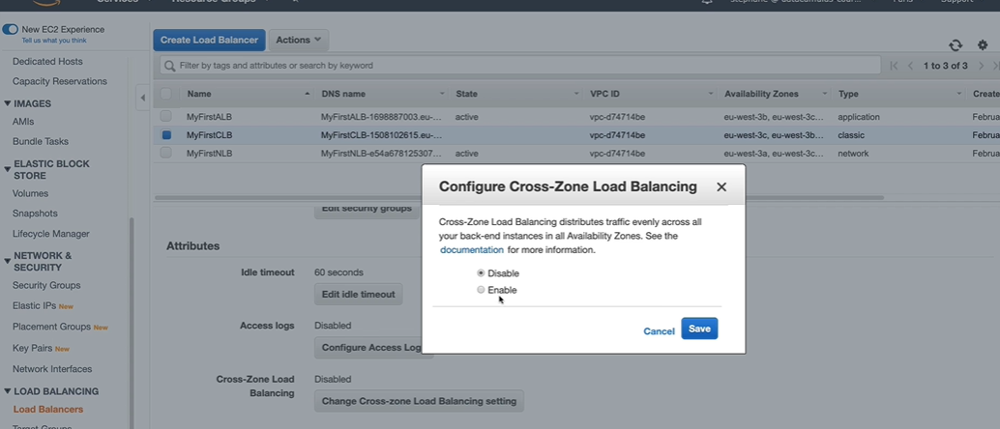 Services
Resource Groups
Support
New EC2 Experience
Tell us what you think
Dedicated Hosts
Capacity Reservations
IMAGES
AMIs
Bundle Tasks
ELASTIC BLOCK
STORE
Volumes
Snapshots
Lifecycle Manager
NETWORK &
SECURITY
Security Groups
Elastic IPs New
Placement Groups New
Key Pairs New
Network Interfaces
LOAD BALANCING
Load Balancers
Target Groups
Create Load Balancer Actions
Filter by tags and attributes or search by keyword
1 to 3 of 3
Name DNS name State VPC ID Availability Zones Type Create
MyFirstALB MyFirstALB-1698887003.eu-... active vpc-d74714be eu-west-3b, eu-west-3c... application Februa
MyFirstCLB MyFirstCLB-1508102615.eu-... vpc-d74714be eu-west-3c, eu-west-3b... classic Februa
MyFirstNLB MyFirstNLB-e54a678125307... active vpc-d74714be eu-west-3a, eu-west-3c... network Februa
Edit security groups
Attributes
Idle timeout 60 seconds
Edit idle timeout
Access logs Disabled
Configure Access Log
Cross-Zone Load Disabled
Balancing
Change Cross-zone Load Balancing setting
Configure Cross-Zone Load Balancing
Cross-Zone Load Balancing distributes traffic evenly across all
your back-end instances in all Availability Zones. See the
documentation for more information.
Disable
Enable
Cancel Save